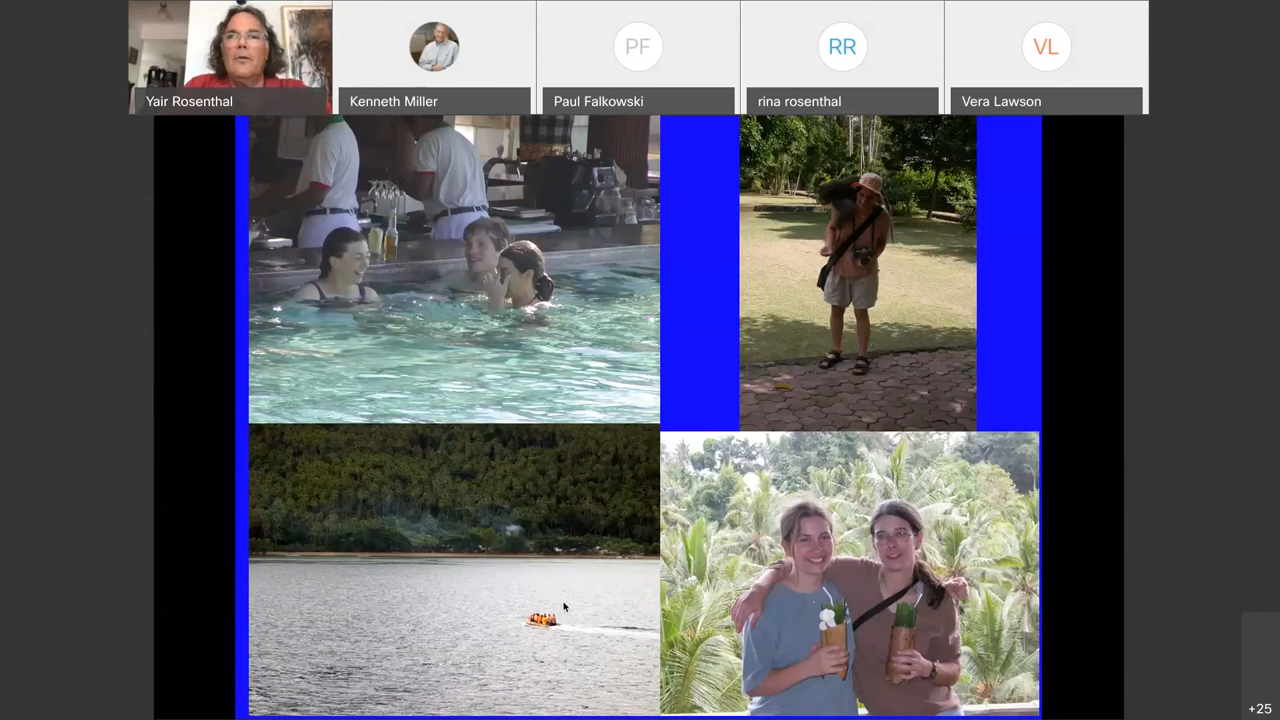 PF
RR
VL
Yair Rosenthal
Kenneth Miller
Paul Falkowski
rina rosenthal
Vera Lawson
+25